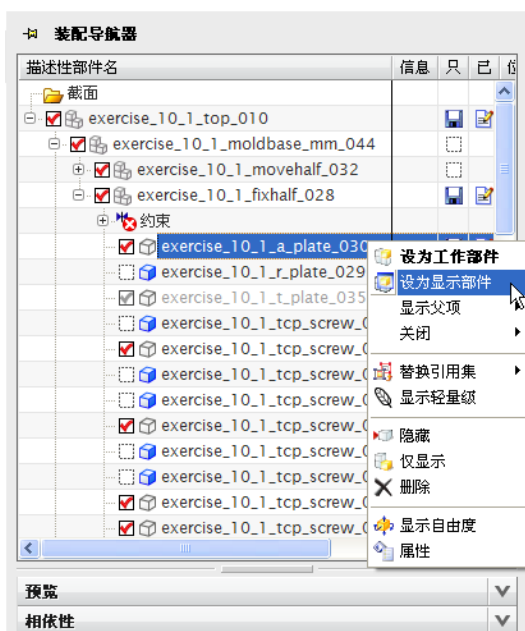 装配导航器
描述性部件名 信息 只 已 位
截面
exercise_10_1_top_010
exercise_10_1_moldbase_mm_044
exercise_10_1_movehalf_032
exercise_10_1_fixhalf_028
约束
exercise_10_1_a_plate_030
exercise_10_1_r_plate_029
exercise_10_1_t_plate_035
exercise_10_1_tcp_screw_
exercise_10_1_tcp_screw_
exercise_10_1_tcp_screw_
exercise_10_1_tcp_screw_
exercise_10_1_tcp_screw_
exercise_10_1_tcp_screw_
exercise_10_1_tcp_screw_
exercise_10_1_tcp_screw_
exercise_10_1_tcp_screw_
设为工作部件
设为显示部件
显示父项
关闭
替换引用集
显示轻量级
隐藏
仅显示
删除
显示自由度
属性
预览
相依性